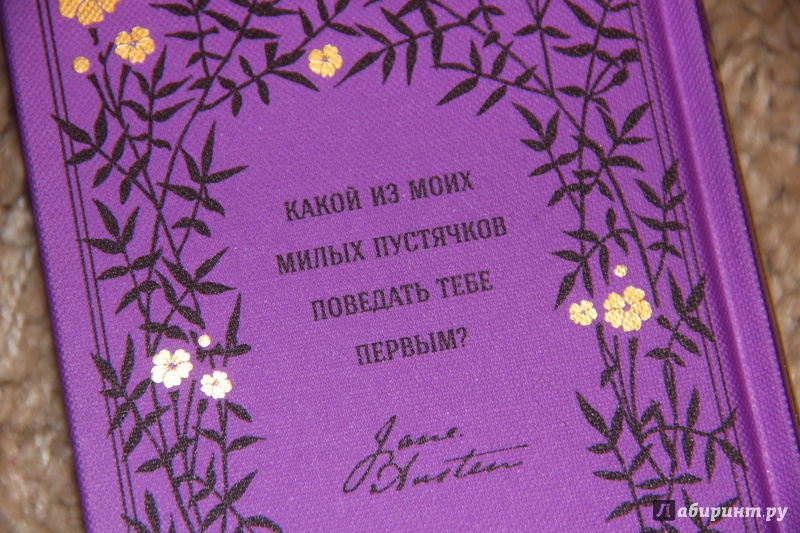 КАКОЙ ИЗ МОИХ
МИЛЫХ ПУСТЯЧКОВ
ПОВЕДАТЬ ТЕБЕ
ПЕРВЫМ?
Jane
Austen
Лабиринт.ру